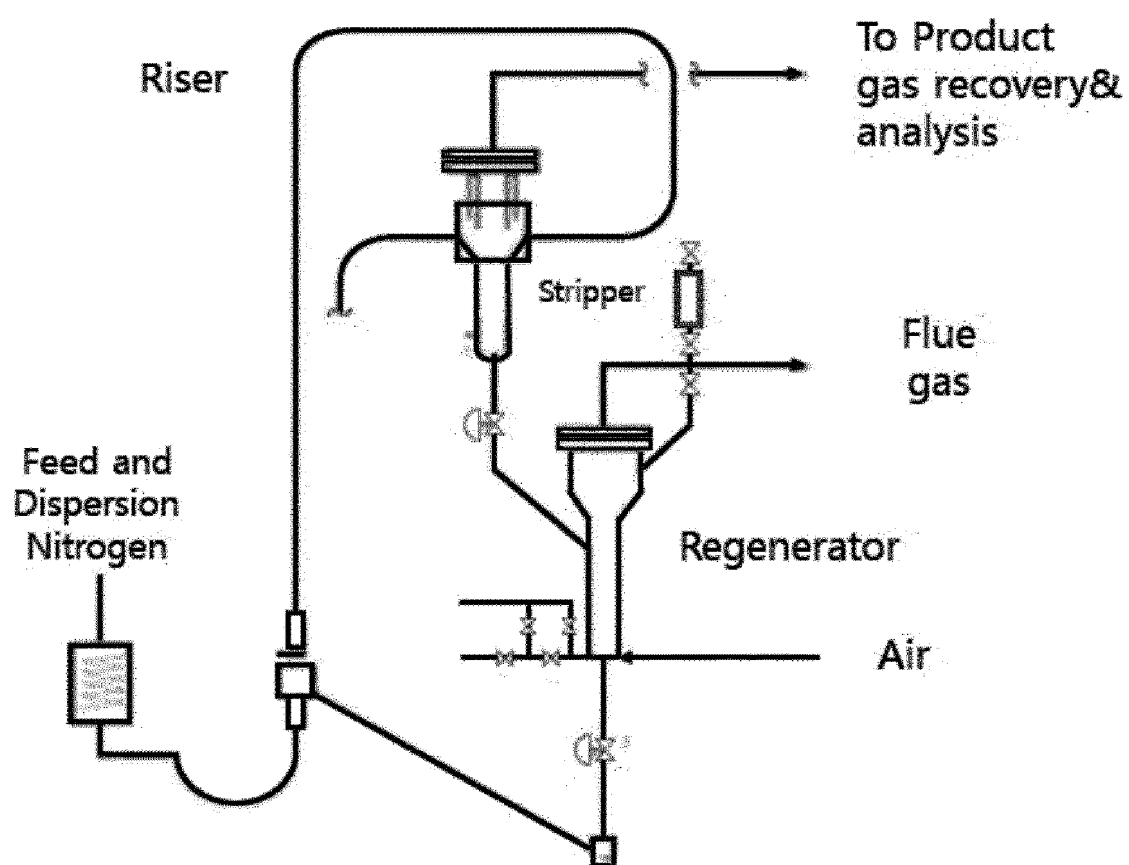 Riser
To Product
gas recovery&
analysis
Stripper
Flue
gas
Feed and
Dispersion
Nitrogen
Regenerator
Air